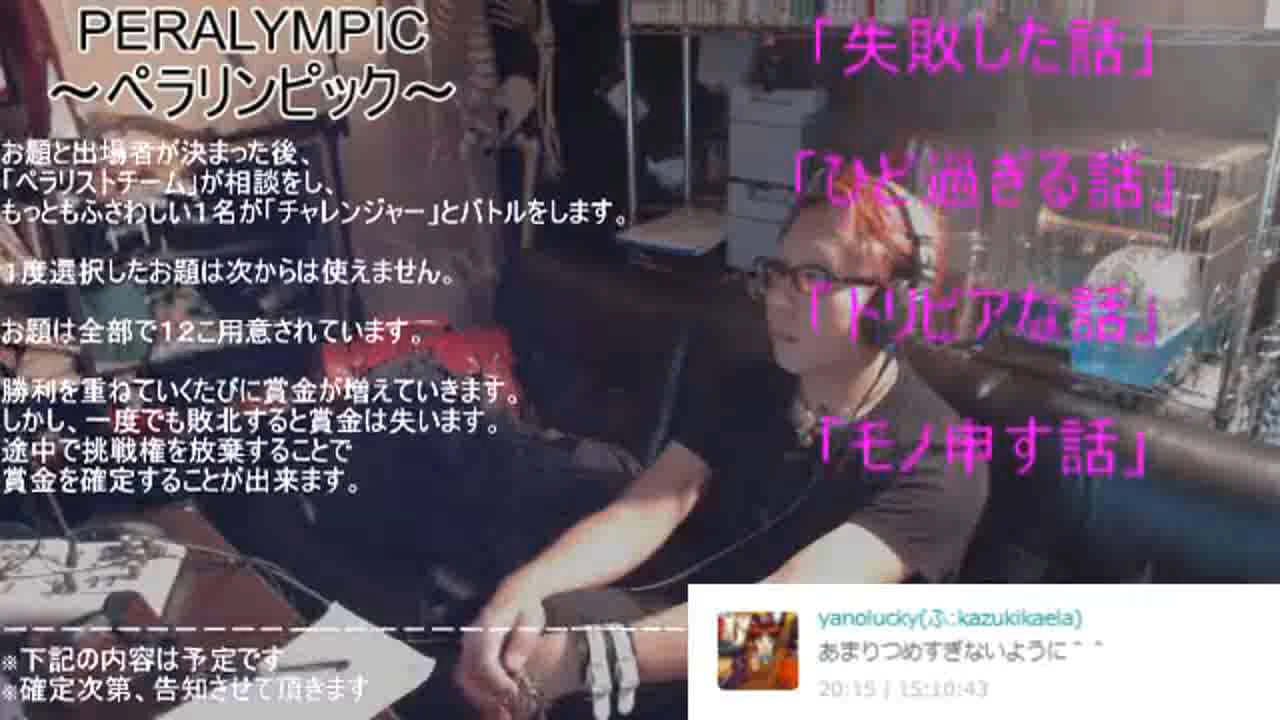 PERALYMPIC
～ペラリンピック～
お題と出場者が決まった後、
「ペラリストチーム」が相談をし、
もっともふさわしい１名が「チャレンジャー」とバトルをします。
１度選択したお題は次からは使えません。
お題は全部で１２こ用意されています。
勝利を重ねていくたびに賞金が増えていきます。
しかし、一度でも敗北すると賞金は失います。
途中で挑戦権を放棄することで
賞金を確定することが出来ます。
※下記の内容は予定です
※確定次第、告知させて頂きます
「失敗した話」
「ひど過ぎる話」
「トリビアな話」
「モノ申す話」
yanolucky(ふ:kazukikaela)
あまりつめすぎないように＾＾
20:15 | 15:10:43